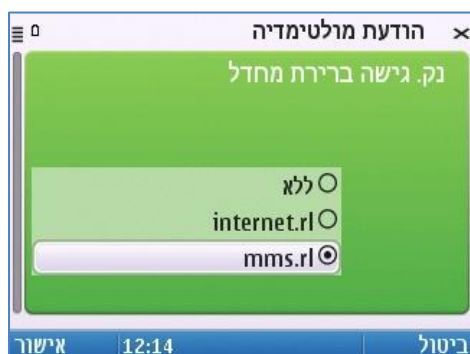 הודעת מולטימדיה
נק. גישה ברירת מחדל
ללא
internet.rl
mms.rl
ביטול 12:14 אישור